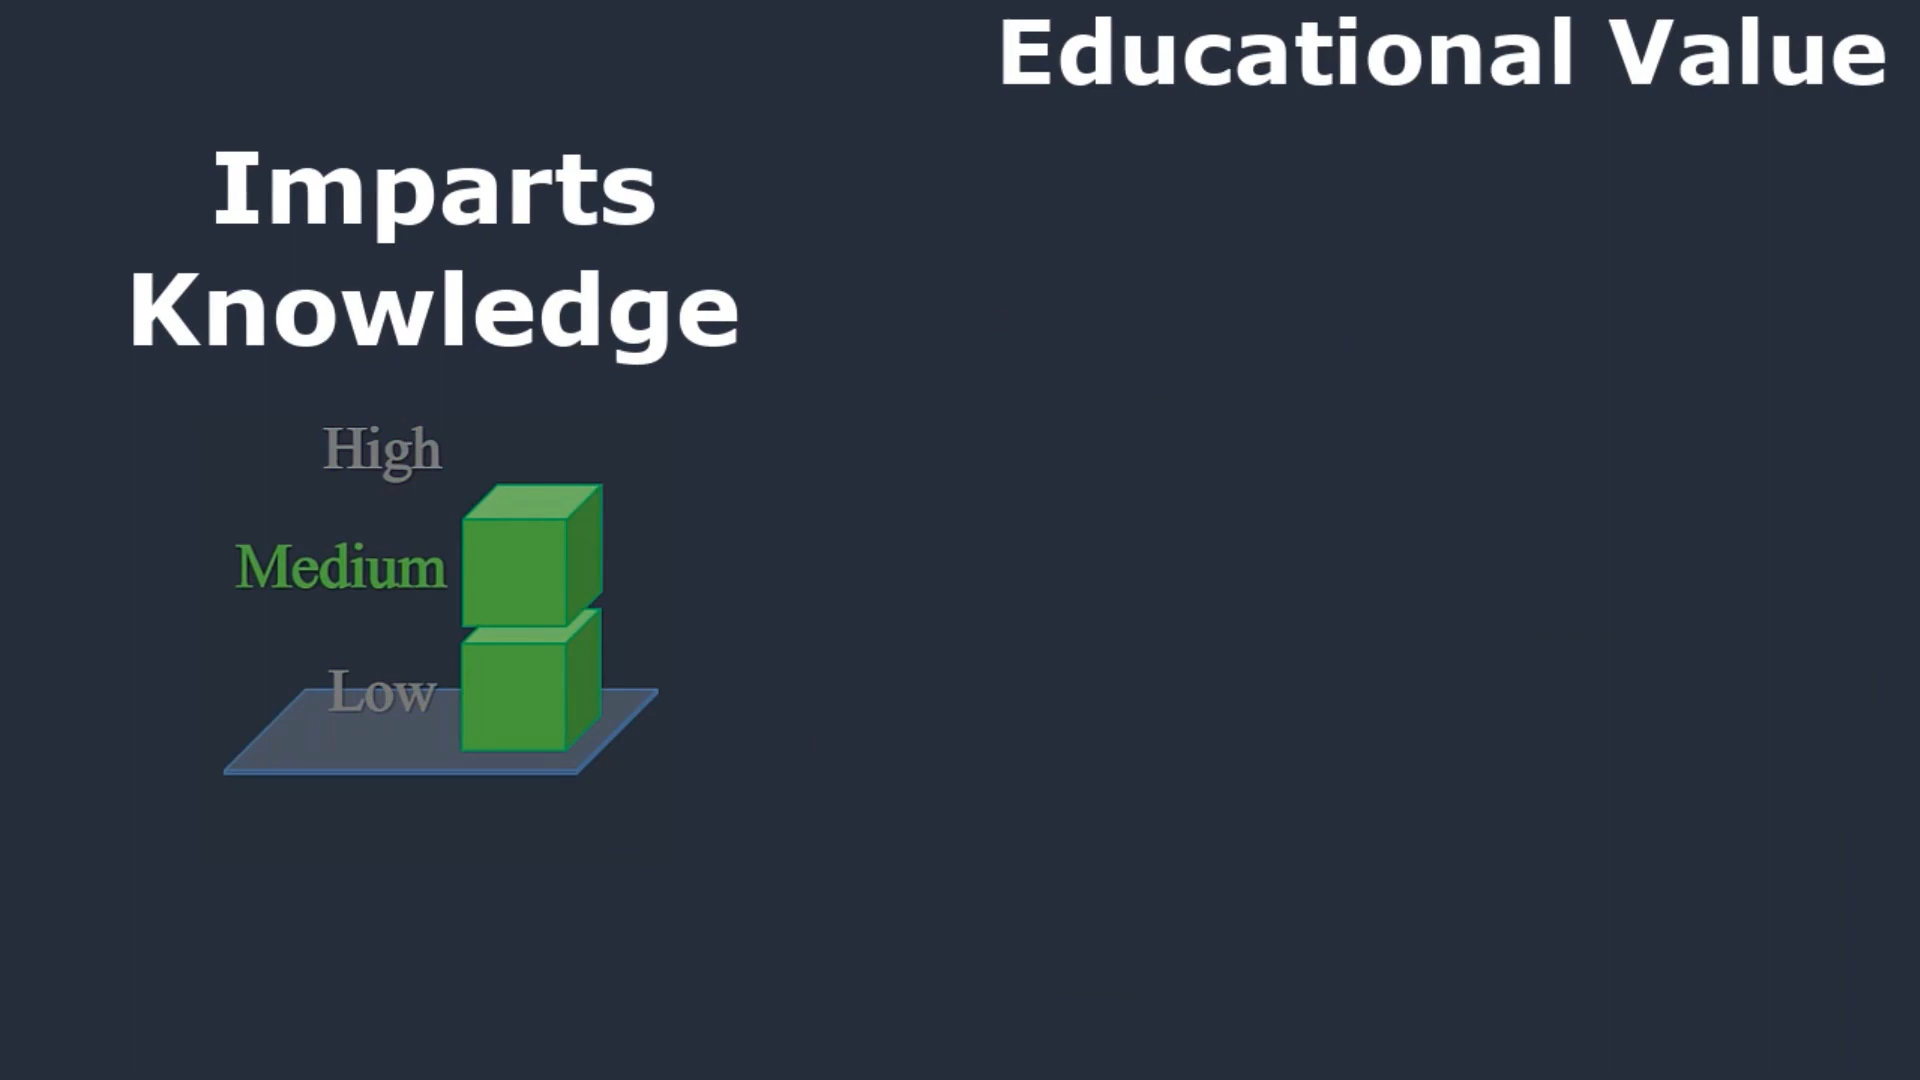 Educational Value
Imparts
Knowledge
High
Medium
Low